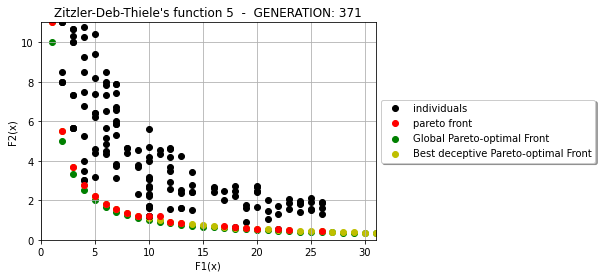 Zitzler-Deb-Thiele's function 5 - GENERATION: 371
F2(x)
10
8
6
4
2
0
0 5 10 15 20 25 30
F1(x)
individuals
pareto front
Global Pareto-optimal Front
Best deceptive Pareto-optimal Front